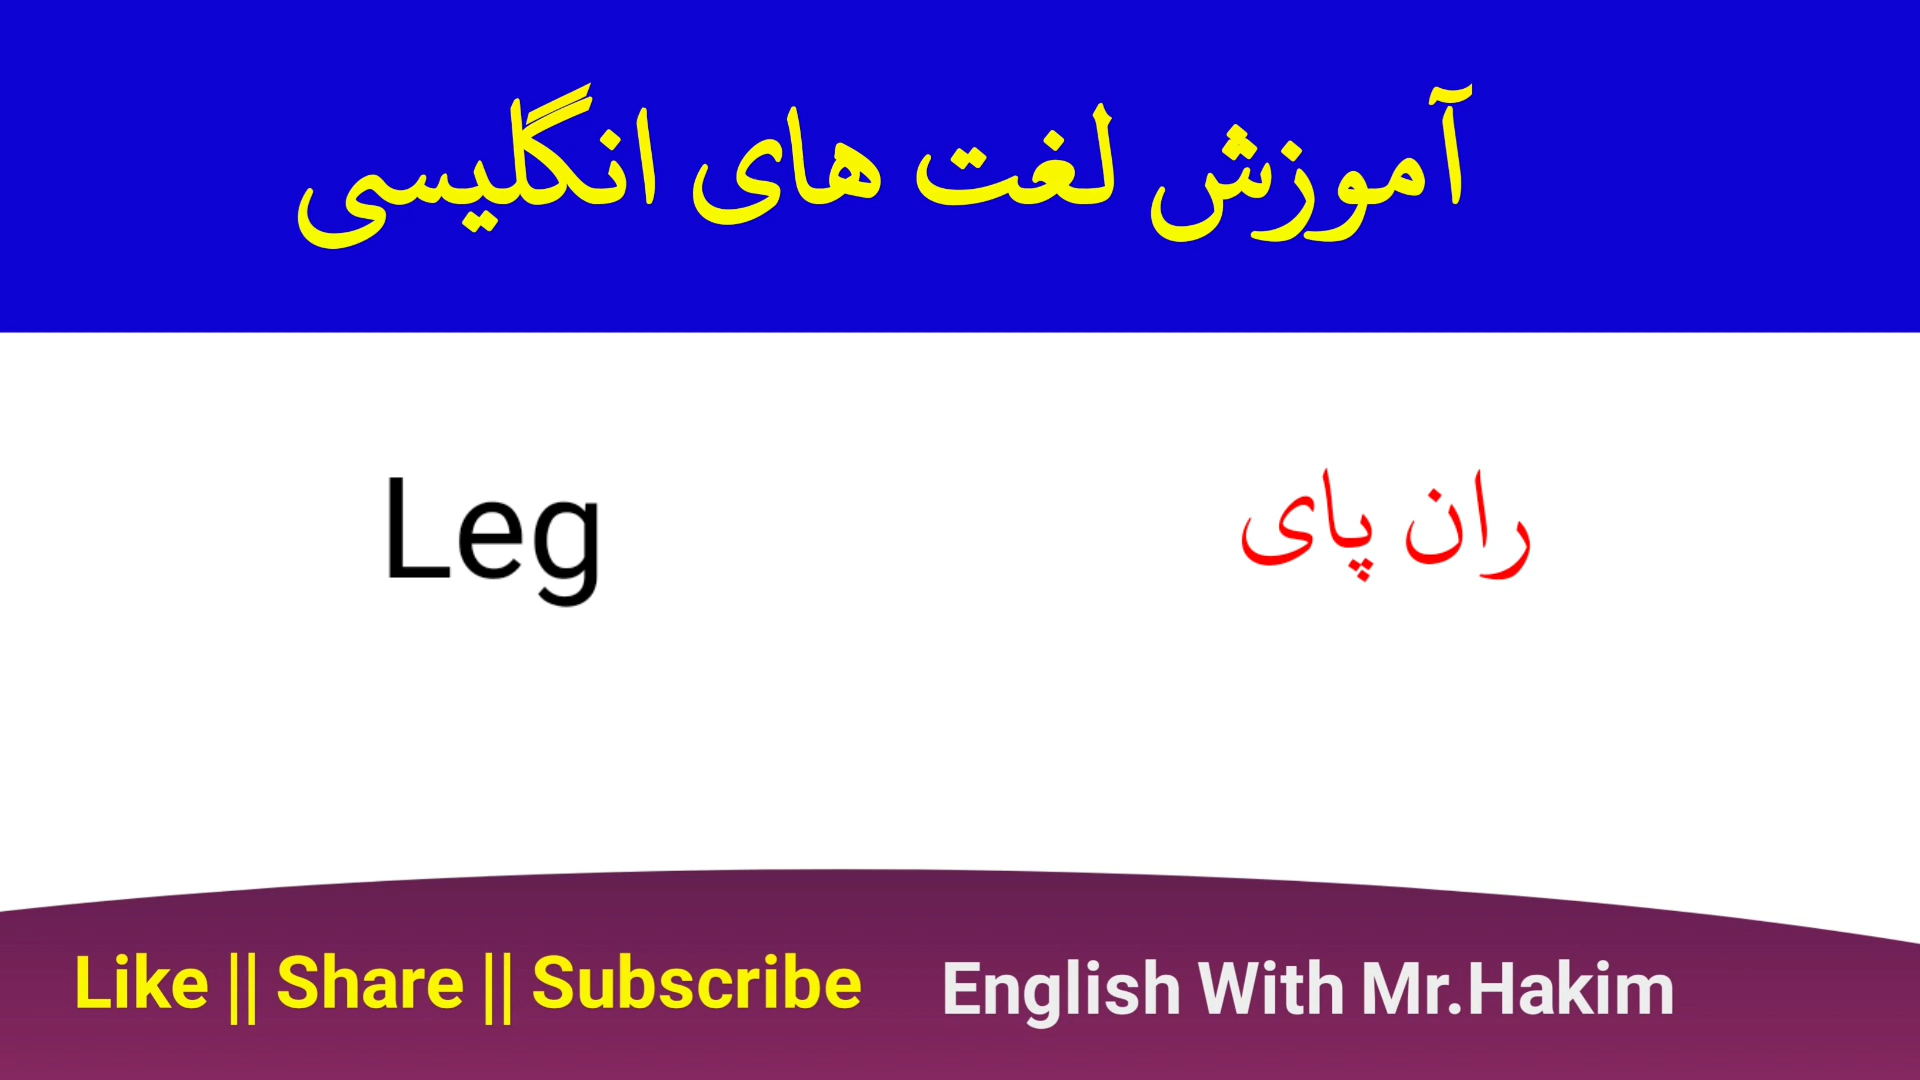 آموزش لغت های انگلیسی
Leg
ران پای
Like || Share || Subscribe
English With Mr.Hakim